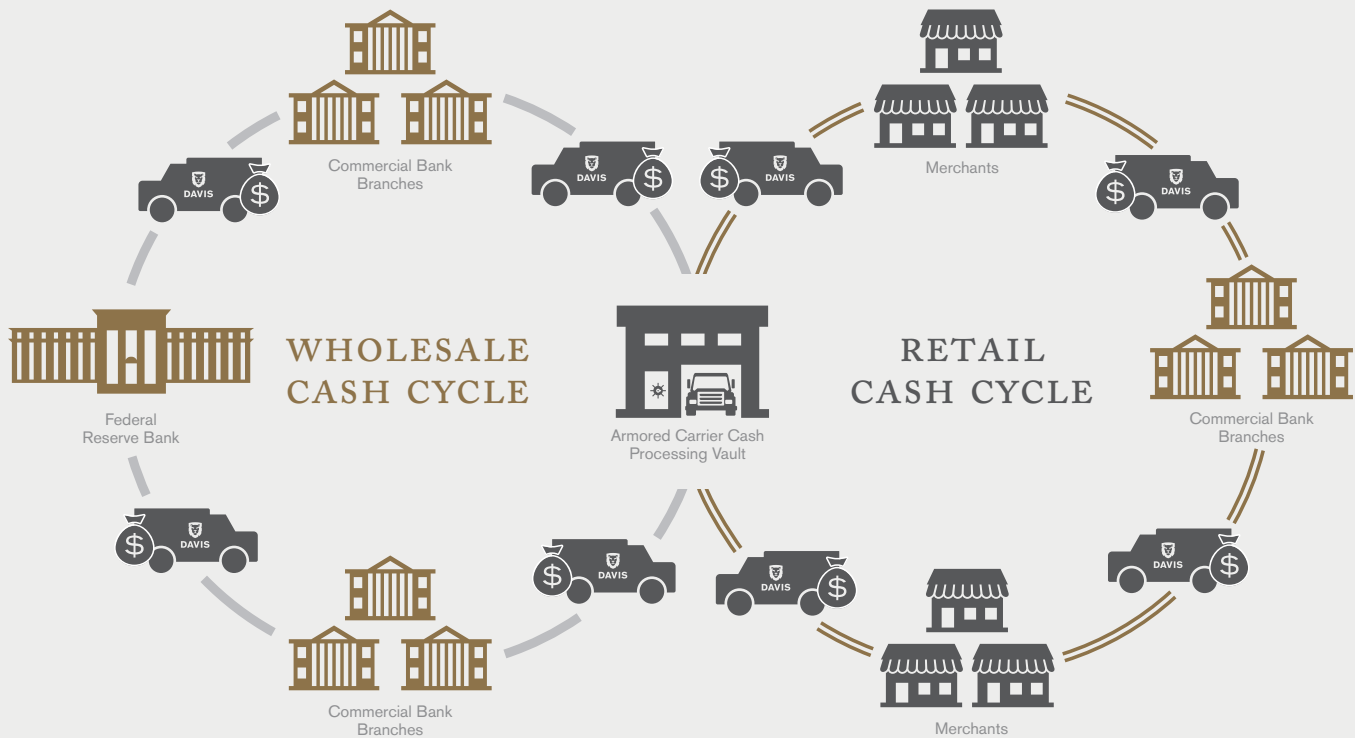 Commercial Bank
Branches
Merchants
DAVIS
DAVIS
DAVIS
DAVIS
$
$
$
$
WHOLESALE
CASH CYCLE
RETAIL
CASH CYCLE
Federal
Reserve Bank
Armored Carrier Cash
Processing Vault
Commercial Bank
Branches
DAVIS
DAVIS
DAVIS
DAVIS
$
$
$
$
Commercial Bank
Branches
Merchants